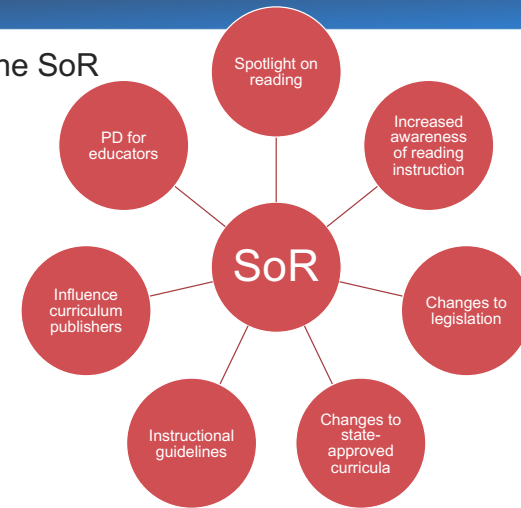 he SoR
Spotlight on
reading
Increased
awareness
of reading
instruction
Changes to
legislation
Changes to
state-
approved
curricula
Instructional
guidelines
Influence
curriculum
publishers
PD for
educators
SoR